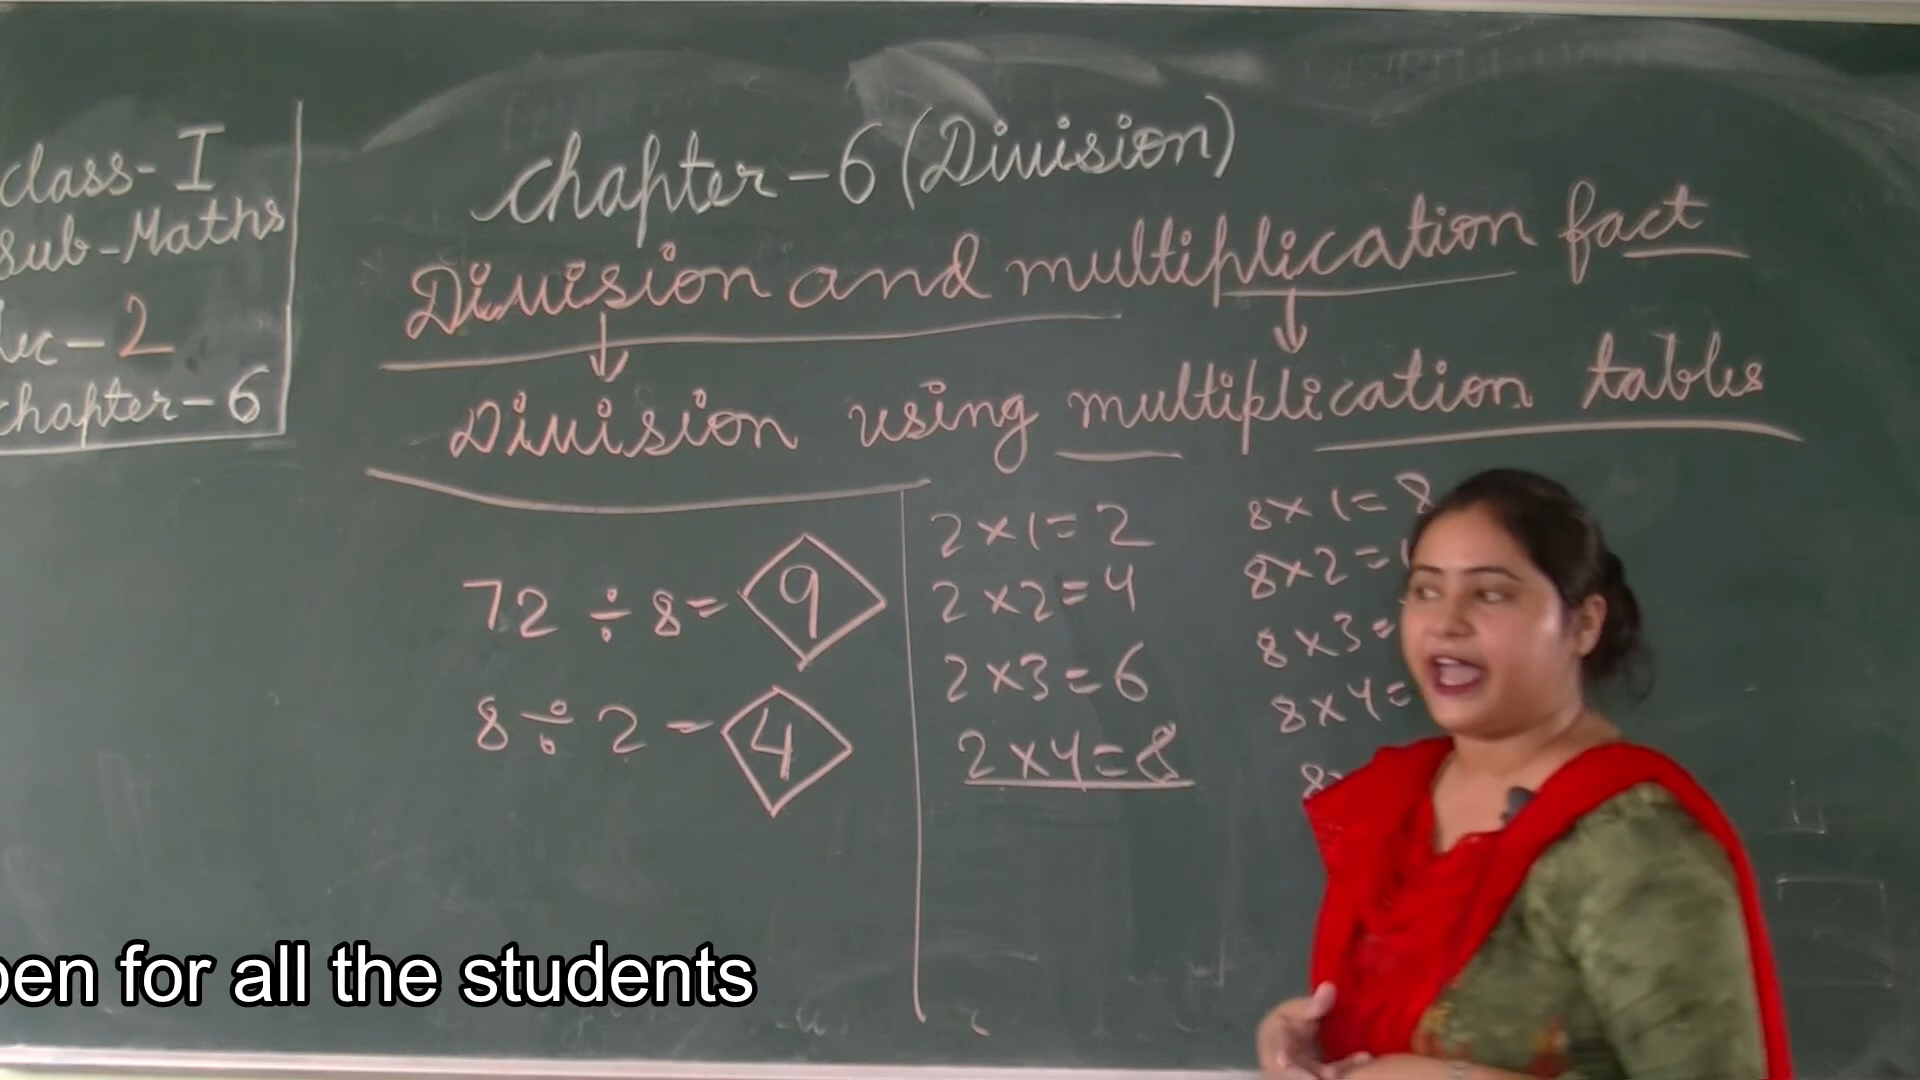 class-I
Sub-Maths
Lec-2
chapter-6
Chapter-6 (Division)
Division and multiplication fact
Division using multiplication tables
72 ÷ 8 = 9
8 ÷ 2 = 4
2 × 1 = 2
2 × 2 = 4
2 × 3 = 6
2 × 4 = 8
8 × 1 = 8
8 × 2 =
8 × 3 =
8 × 4 =
8
for all the students